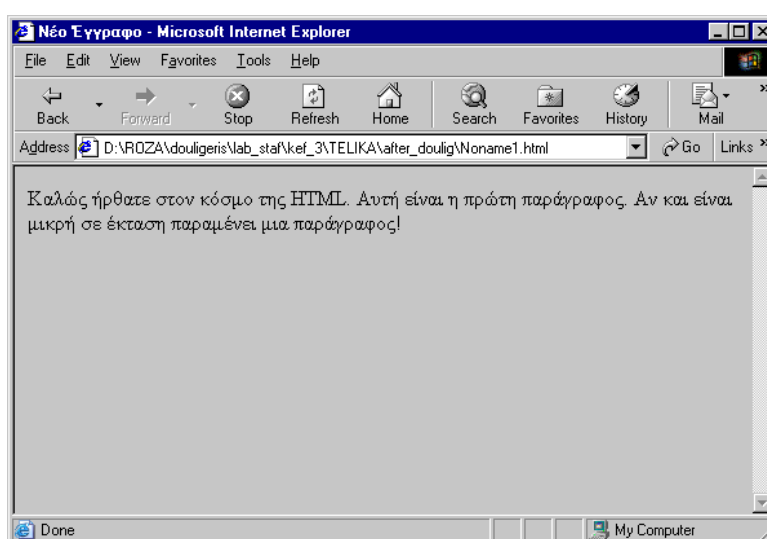 Νέο Έγγραφο - Microsoft Internet Explorer
File Edit View Favorites Tools Help
Back Forward Stop Refresh Home Search Favorites History Mail »
Address D:\ROZA\douligeris\lab_staf\kef_3\TELIKA\after_doulig\Noname1.html Go Links »
Καλώς ήρθατε στον κόσμο της HTML. Αυτή είναι η πρώτη παράγραφος. Αν και είναι
μικρή σε έκταση παραμένει μια παράγραφος!
Done My Computer